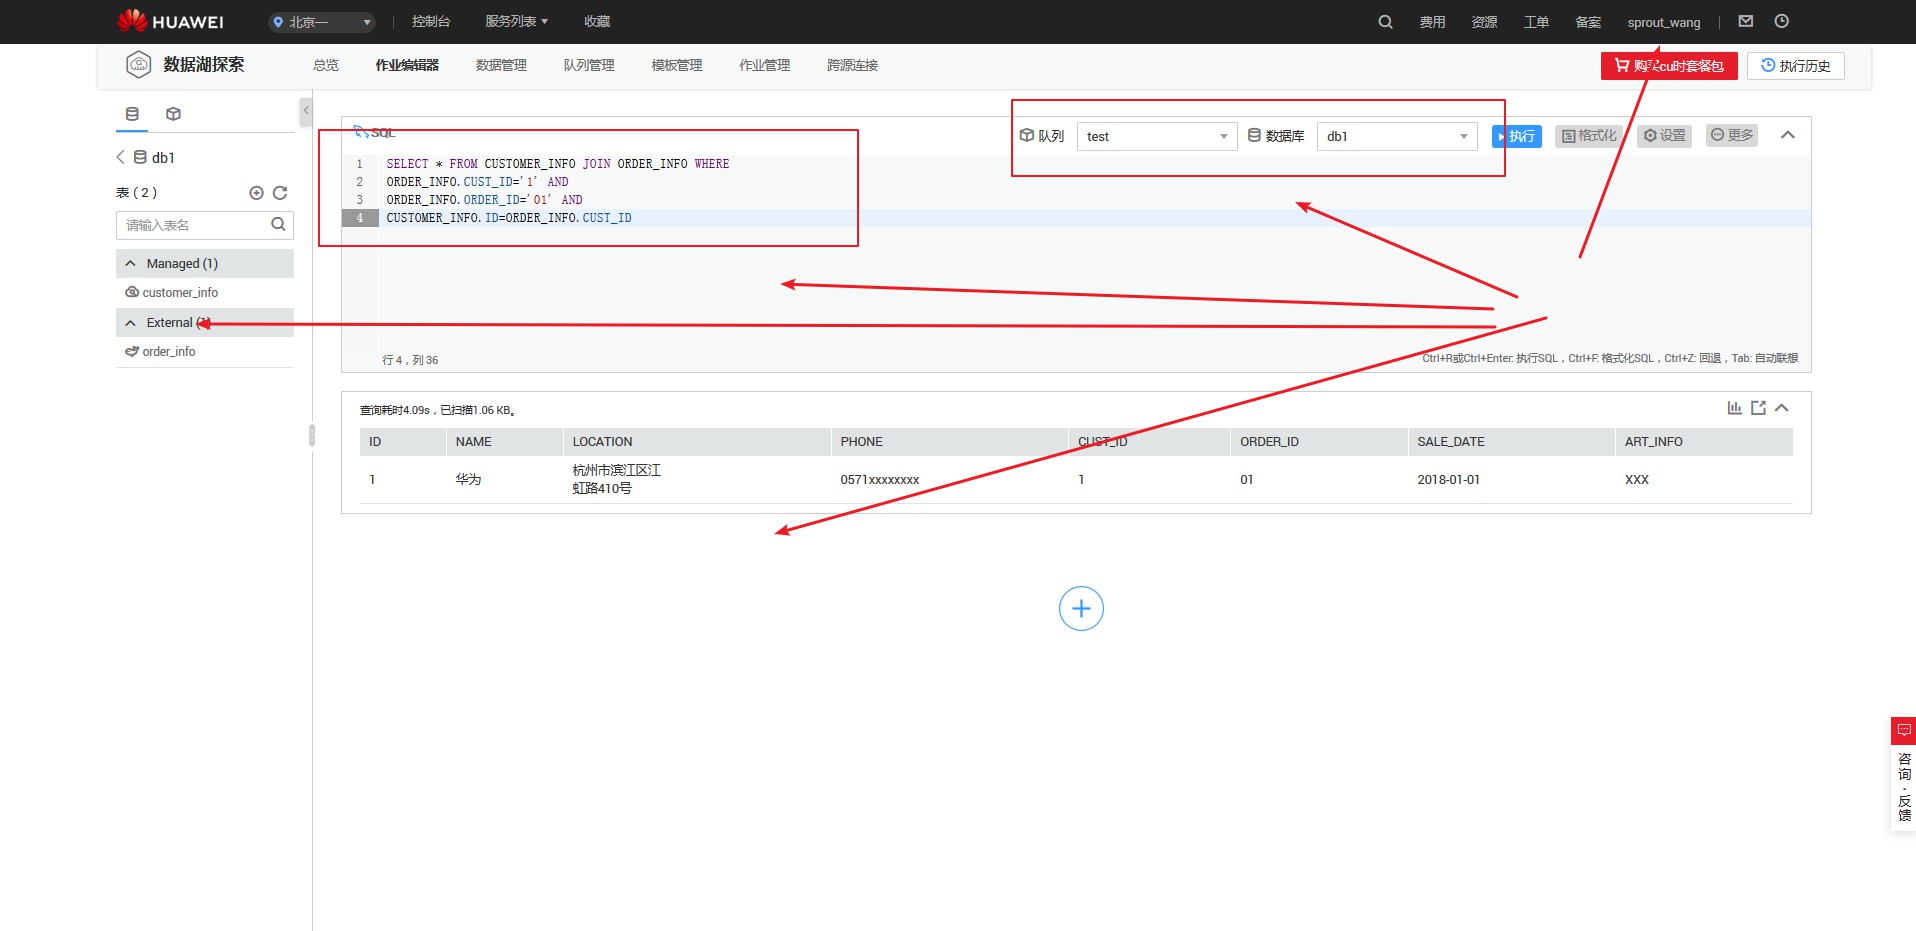 HUAWEI 北京一 控制台 服务列表 收藏 费用 资源 工单 备案 sprout_wang
数据湖探索 总览 作业编辑器 数据管理 队列管理 模板管理 作业管理 跨源连接 购买cu时套餐包 执行历史
db1
表 ( 2 )
请输入表名
Managed (1)
customer_info
External (1)
order_info
SQL 队列 test 数据库 db1 执行 格式化 设置 更多
1 SELECT * FROM CUSTOMER_INFO JOIN ORDER_INFO WHERE
2 ORDER_INFO.CUST_ID='1' AND
3 ORDER_INFO.ORDER_ID='01' AND
4 CUSTOMER_INFO.ID=ORDER_INFO.CUST_ID
行 4，列 36 Ctrl+R或Ctrl+Enter: 执行SQL，Ctrl+F: 格式化SQL，Ctrl+Z: 回退，Tab: 自动联想
查询耗时4.09s，已扫描1.06 KB。
ID NAME LOCATION PHONE CUST_ID ORDER_ID SALE_DATE ART_INFO
1 华为 杭州市滨江区江 0571xxxxxxxx 1 01 2018-01-01 XXX
虹路410号
咨询·反馈